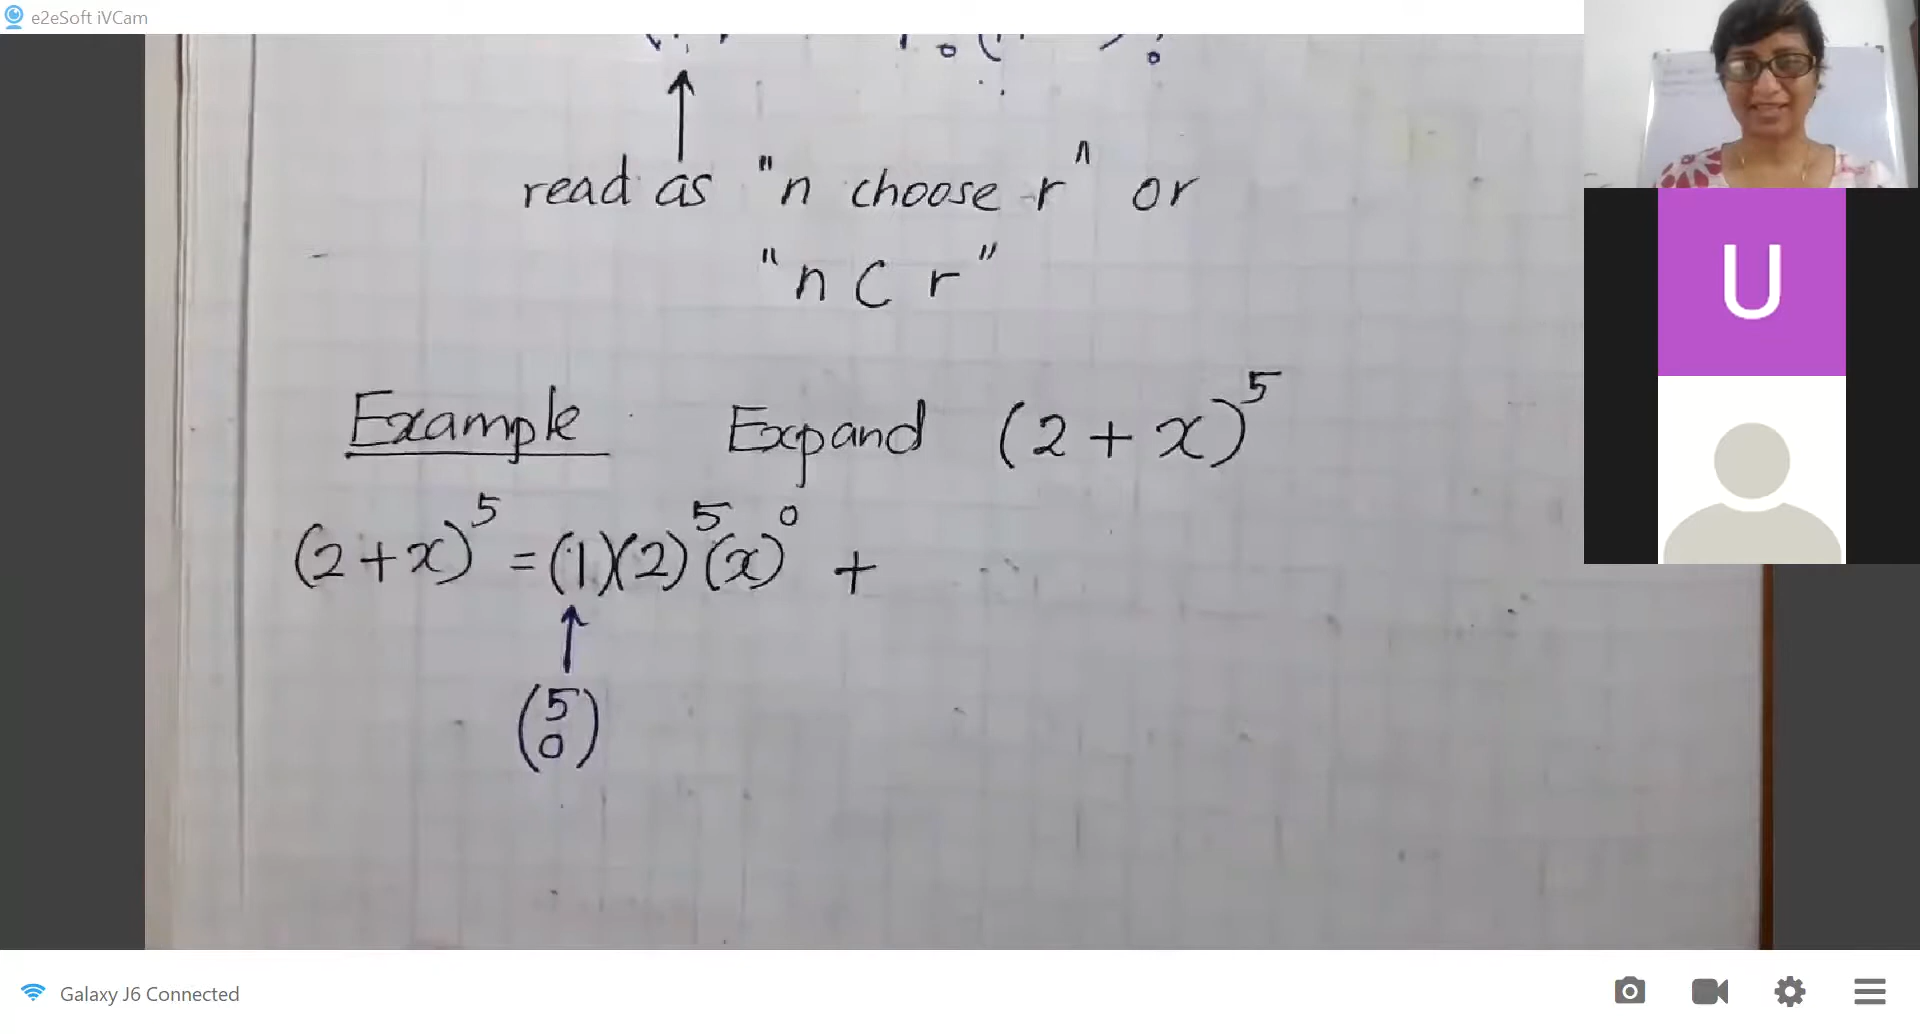 e2eSoft iVCam
read as "n choose r" or
"n C r"
Example Expand (2 + x)⁵
(2+x)⁵ = (1)(2)⁵(x)⁰ +
↑
(5
0)
U
Galaxy J6 Connected